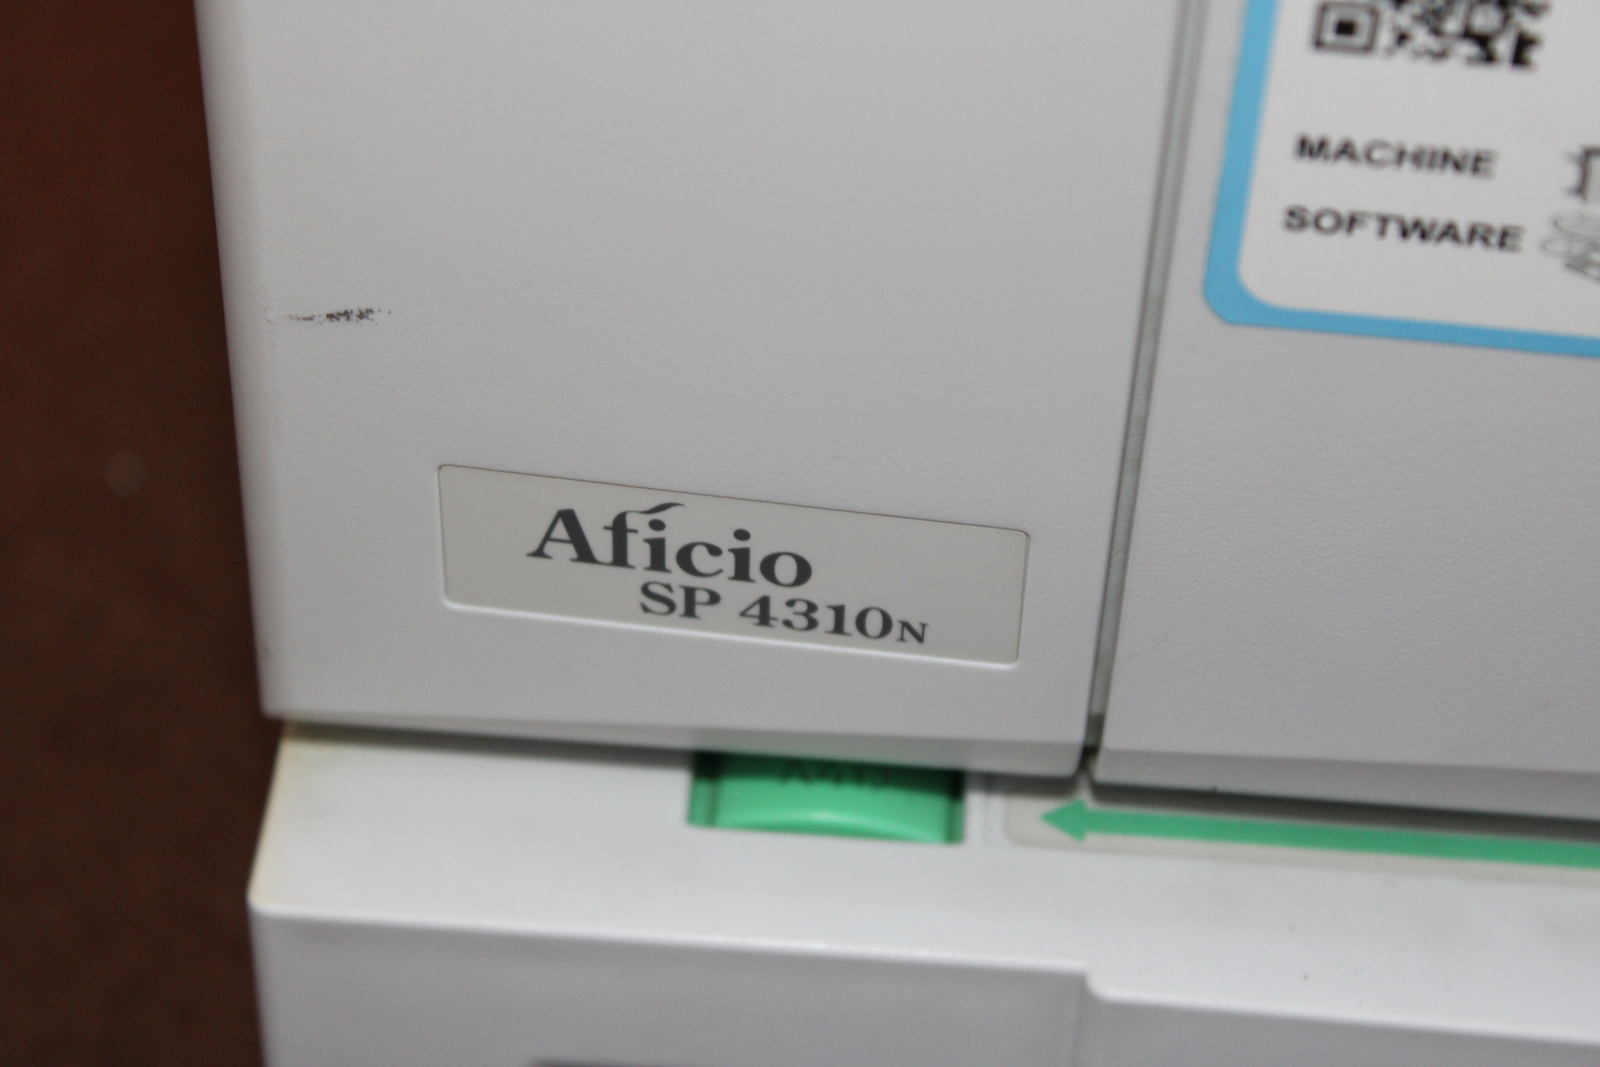 MACHINE
SOFTWARE
Aficio
SP 4310N